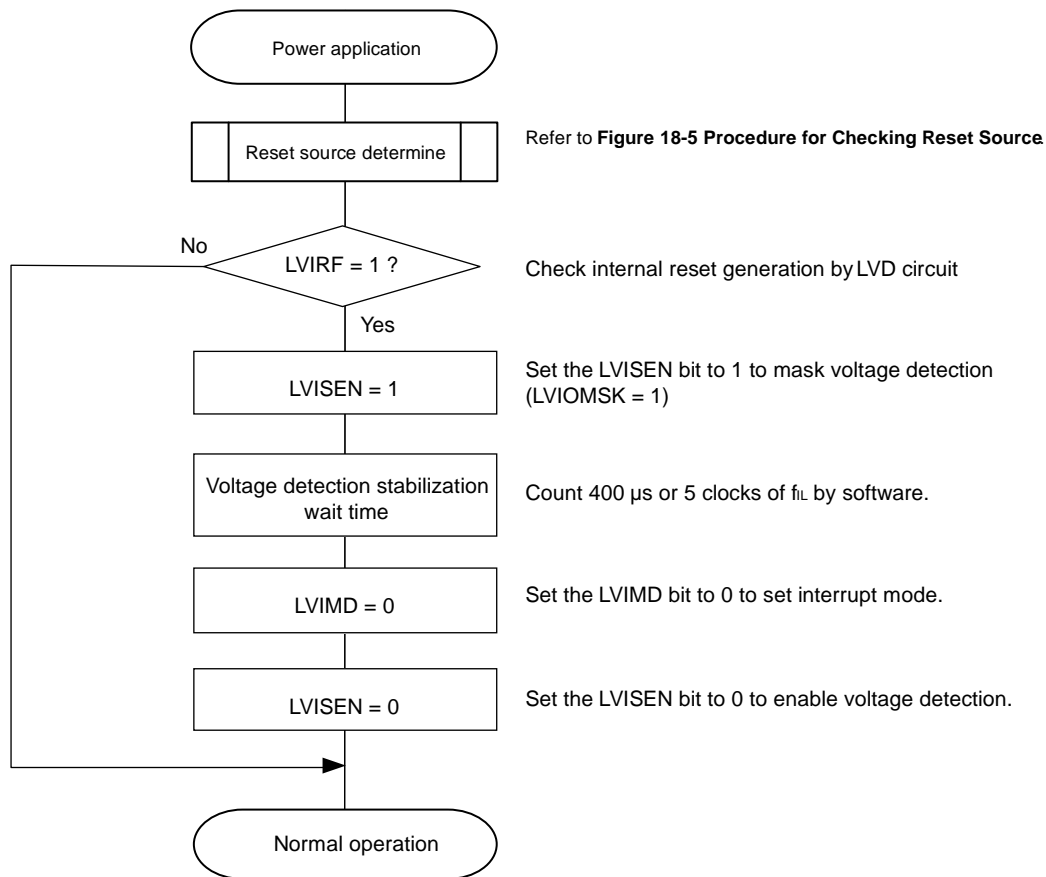 Power application
Reset source determine
Refer to Figure 18-5 Procedure for Checking Reset Source.
No
LVIRF = 1 ?
Check internal reset generation by LVD circuit
Yes
LVISEN = 1
Set the LVISEN bit to 1 to mask voltage detection
(LVIOMSK = 1)
Voltage detection stabilization
wait time
Count 400 µs or 5 clocks of fIL by software.
LVIMD = 0
Set the LVIMD bit to 0 to set interrupt mode.
LVISEN = 0
Set the LVISEN bit to 0 to enable voltage detection.
Normal operation